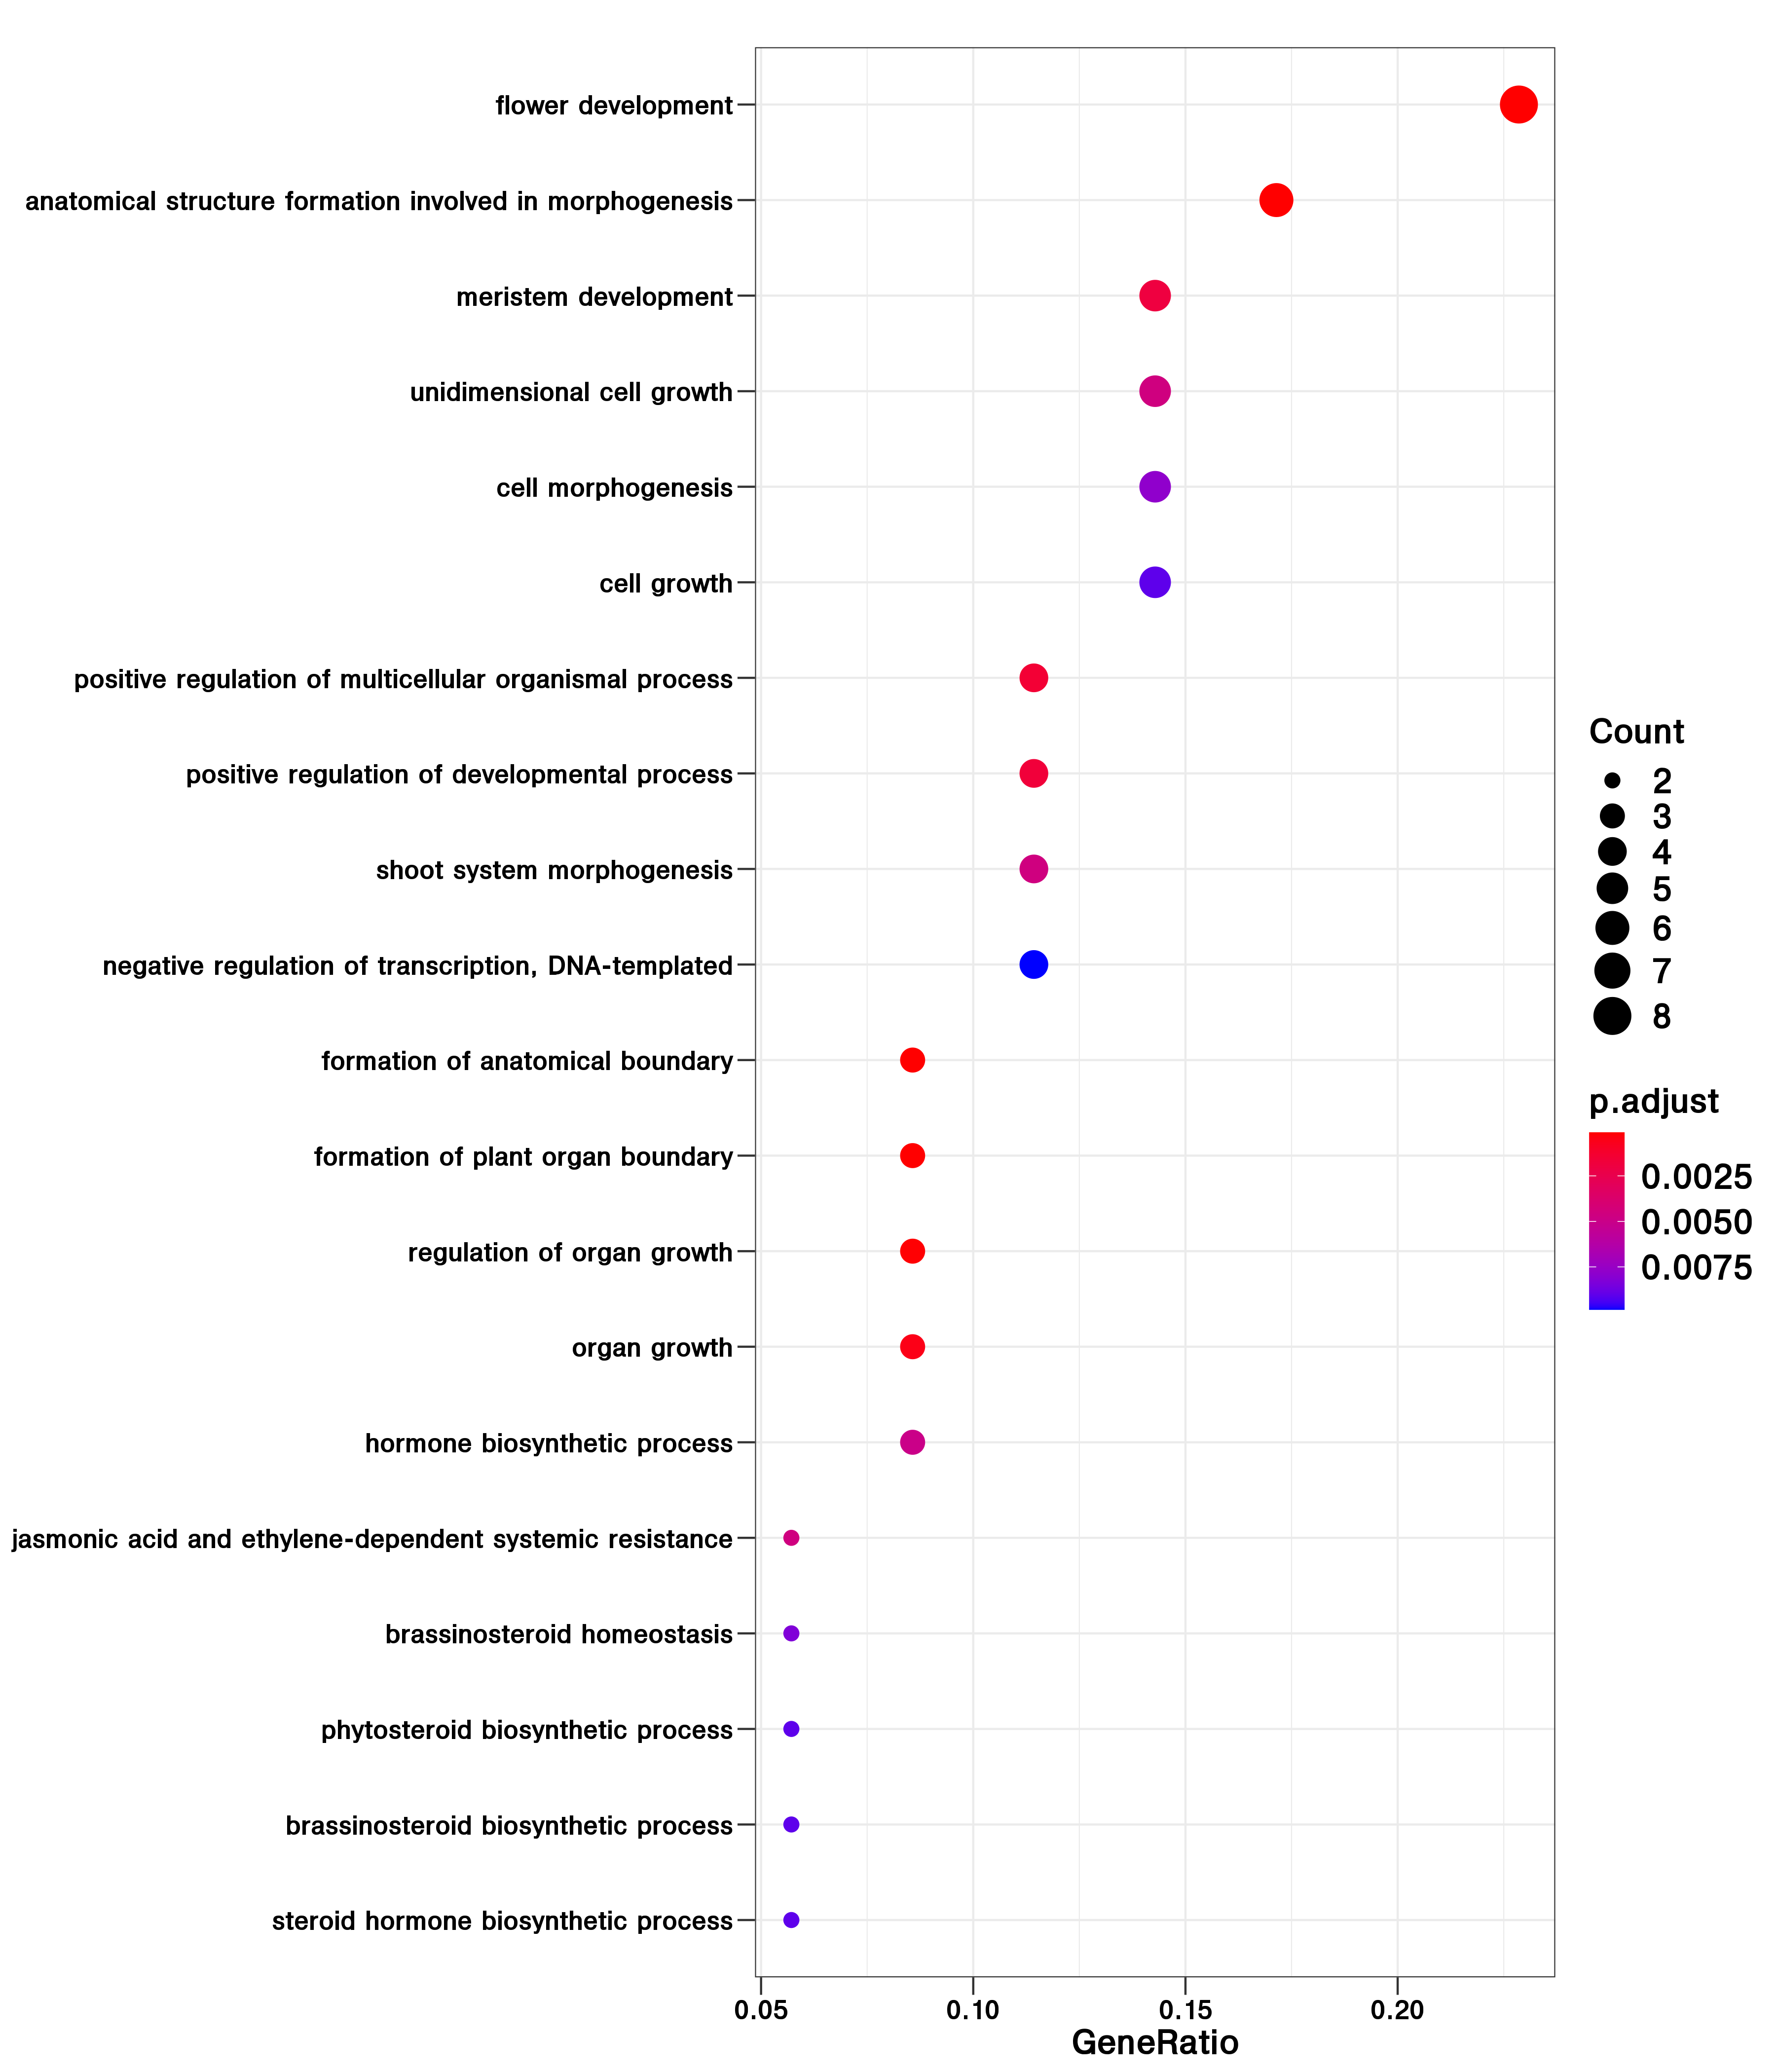 flower development
anatomical structure formation involved in morphogenesis
meristem development
unidimensional cell growth
cell morphogenesis
cell growth
positive regulation of multicellular organismal process
positive regulation of developmental process
shoot system morphogenesis
negative regulation of transcription, DNA-templated
formation of anatomical boundary
formation of plant organ boundary
regulation of organ growth
organ growth
hormone biosynthetic process
jasmonic acid and ethylene-dependent systemic resistance
brassinosteroid homeostasis
phytosteroid biosynthetic process
brassinosteroid biosynthetic process
steroid hormone biosynthetic process
0.05 0.10 0.15 0.20
GeneRatio
Count
2
3
4
5
6
7
8
p.adjust
0.0025
0.0050
0.0075